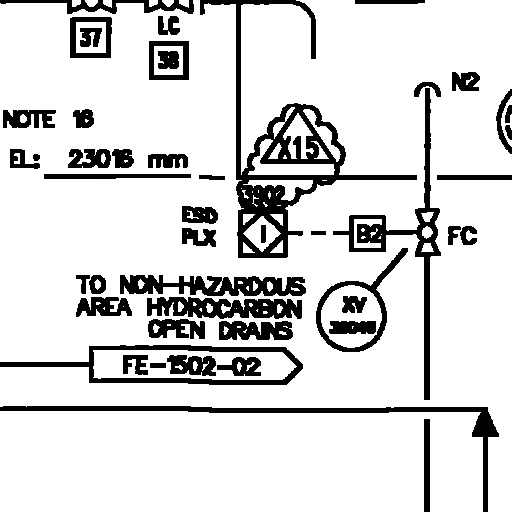 37
LC
38
N2
NOTE 16
X15
EL: 23016 mm
3902
ESD
PLX
I
B2
FC
TO NON-HAZARDOUS
AREA HYDROCARBON
OPEN DRAINS
XV
FE-1502-02